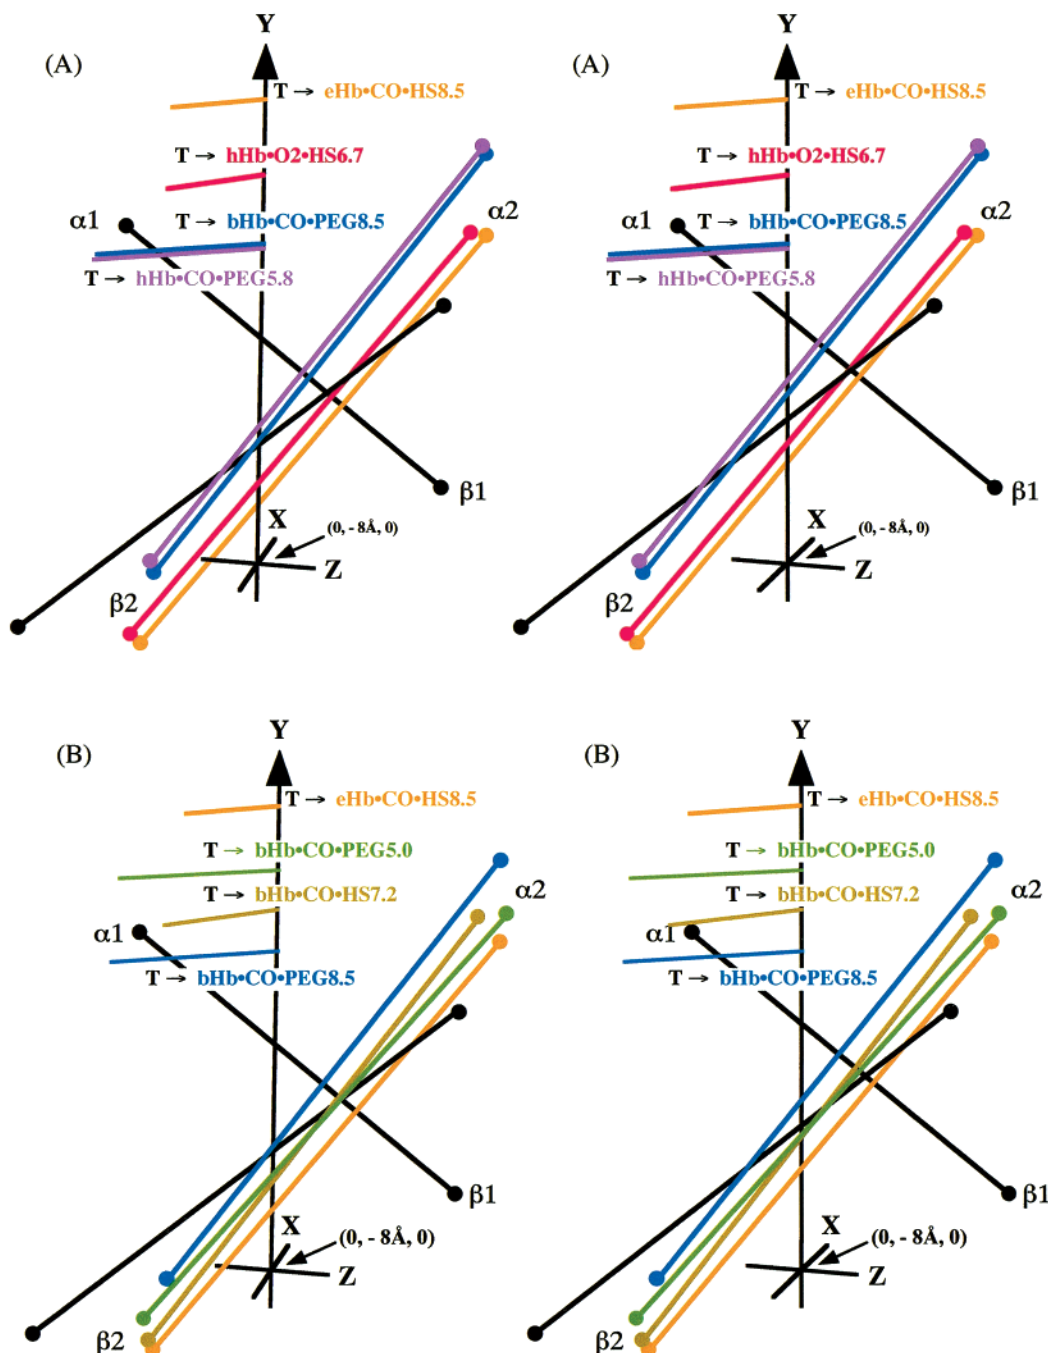 Y
(A)
T → eHb•CO•HS8.5
T → hHb•O2•HS6.7
α1
T → bHb•CO•PEG8.5
α2
T → hHb•CO•PEG5.8
β1
X
(0, - 8Å, 0)
Z
β2
Y
(A)
T → eHb•CO•HS8.5
T → hHb•O2•HS6.7
α1
T → bHb•CO•PEG8.5
α2
T → hHb•CO•PEG5.8
β1
X
(0, - 8Å, 0)
Z
β2
Y
(B)
T → eHb•CO•HS8.5
T → bHb•CO•PEG5.0
T → bHb•CO•HS7.2
α2
α1
T → bHb•CO•PEG8.5
β1
X
(0, - 8Å, 0)
Z
β2
Y
(B)
T → eHb•CO•HS8.5
T → bHb•CO•PEG5.0
T → bHb•CO•HS7.2
α2
α1
T → bHb•CO•PEG8.5
β1
X
(0, - 8Å, 0)
Z
β2